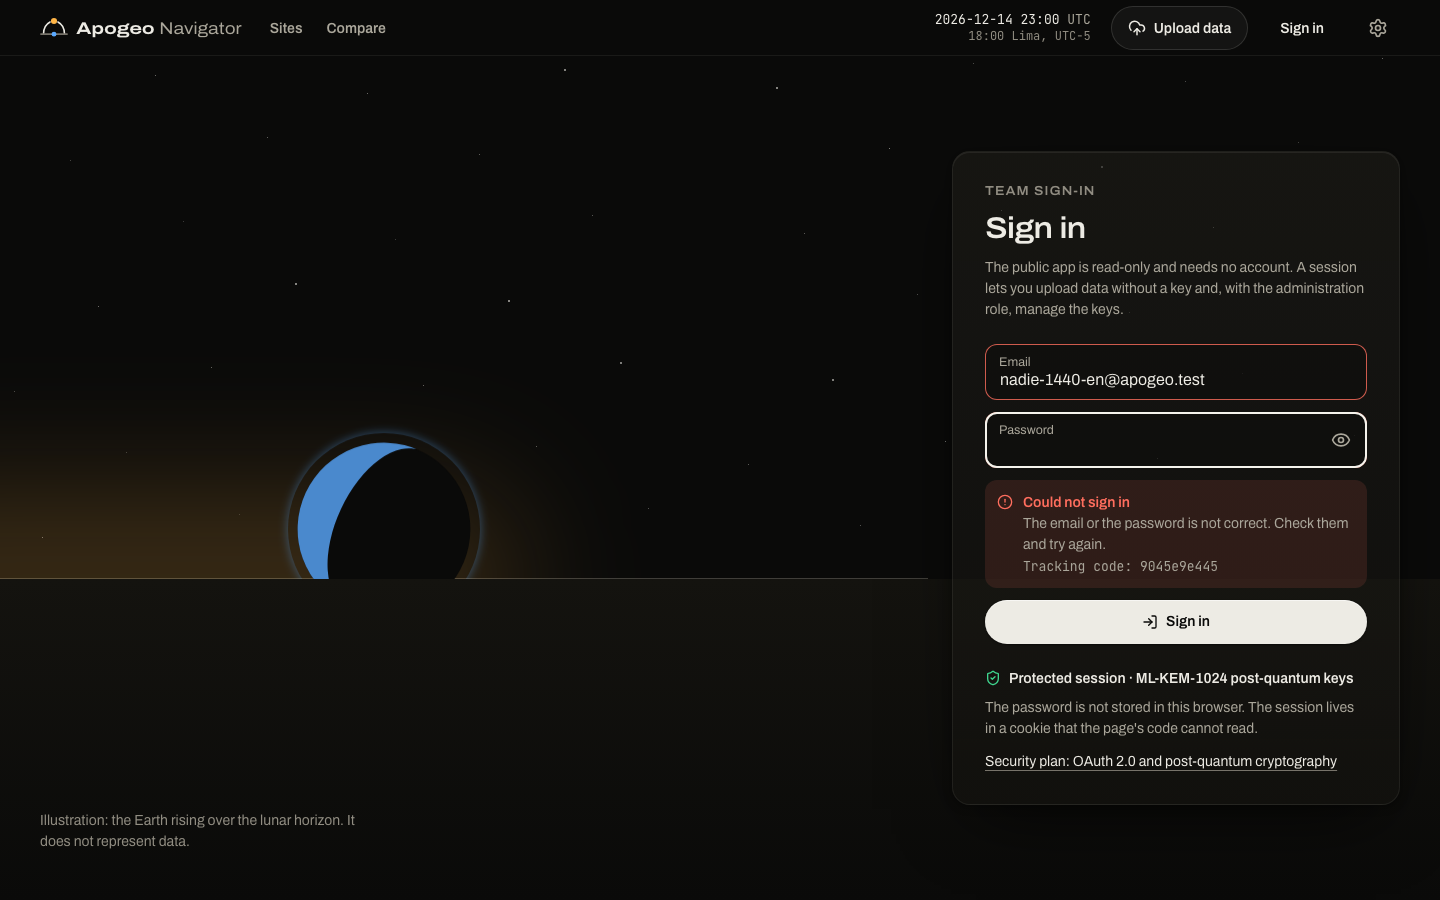 Apogeo Navigator
Sites
Compare
2026-12-14 23:00 UTC
18:00 Lima, UTC-5
Upload data
Sign in
TEAM SIGN-IN
Sign in
The public app is read-only and needs no account. A session
lets you upload data without a key and, with the administration
role, manage the keys.
Email
nadie-1440-en@apogeo.test
Password
Could not sign in
The email or the password is not correct. Check them
and try again.
Tracking code: 9045e9e445
Sign in
Protected session · ML-KEM-1024 post-quantum keys
The password is not stored in this browser. The session lives
in a cookie that the page's code cannot read.
Security plan: OAuth 2.0 and post-quantum cryptography
Illustration: the Earth rising over the lunar horizon. It
does not represent data.